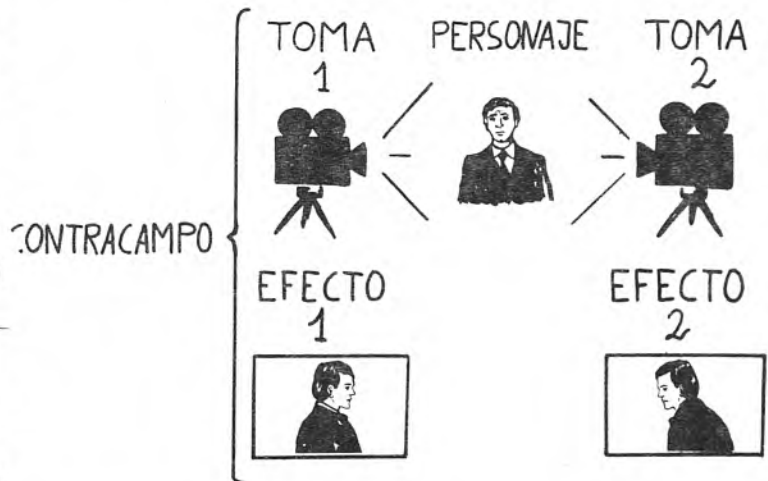 TOMA PERSONAJE TOMA
1 2
CONTRACAMPO
EFECTO EFECTO
1 2